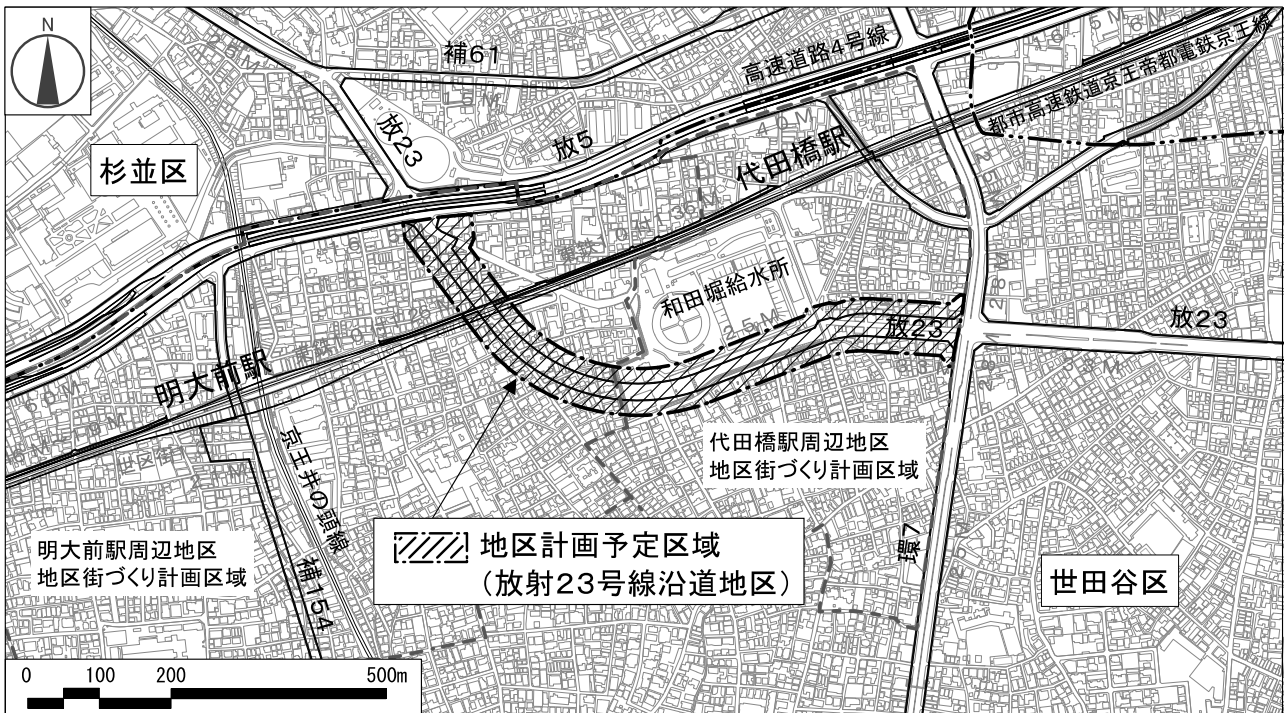 N
補61
高速道路4号線
都市高速鉄道京王帝都電鉄京王線
放23
放5
代田橋駅
杉並区
和田堀給水所
25M
放23
放23
28M
明大前駅
京王井の頭線
代田橋駅周辺地区
地区街づくり計画区域
明大前駅周辺地区
地区街づくり計画区域
補154
地区計画予定区域
(放射23号線沿道地区)
環7
世田谷区
0 100 200 500m